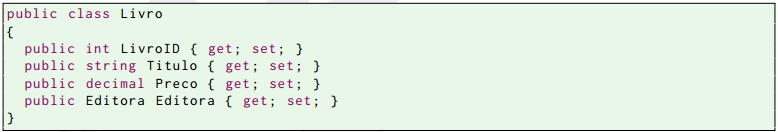 public class Livro
{
  public int LivroID { get; set; }
  public string Titulo { get; set; }
  public decimal Preco { get; set; }
  public Editora Editora { get; set; }
}